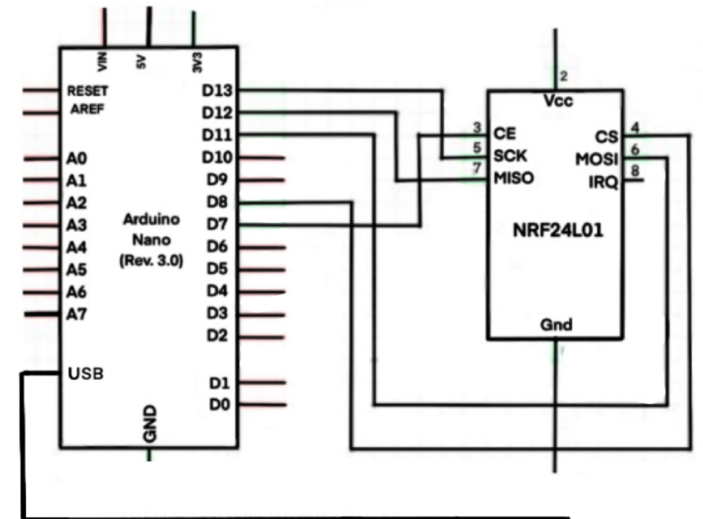 VIN
5V
3V3
RESET
AREF
A0
A1
A2
A3
A4
A5
A6
A7
USB
Arduino
Nano
(Rev. 3.0)
GND
D13
D12
D11
D10
D9
D8
D7
D6
D5
D4
D3
D2
D1
D0
2
Vcc
3
CE
5
SCK
7
MISO
CS
4
MOSI
6
IRQ
8
NRF24L01
Gnd